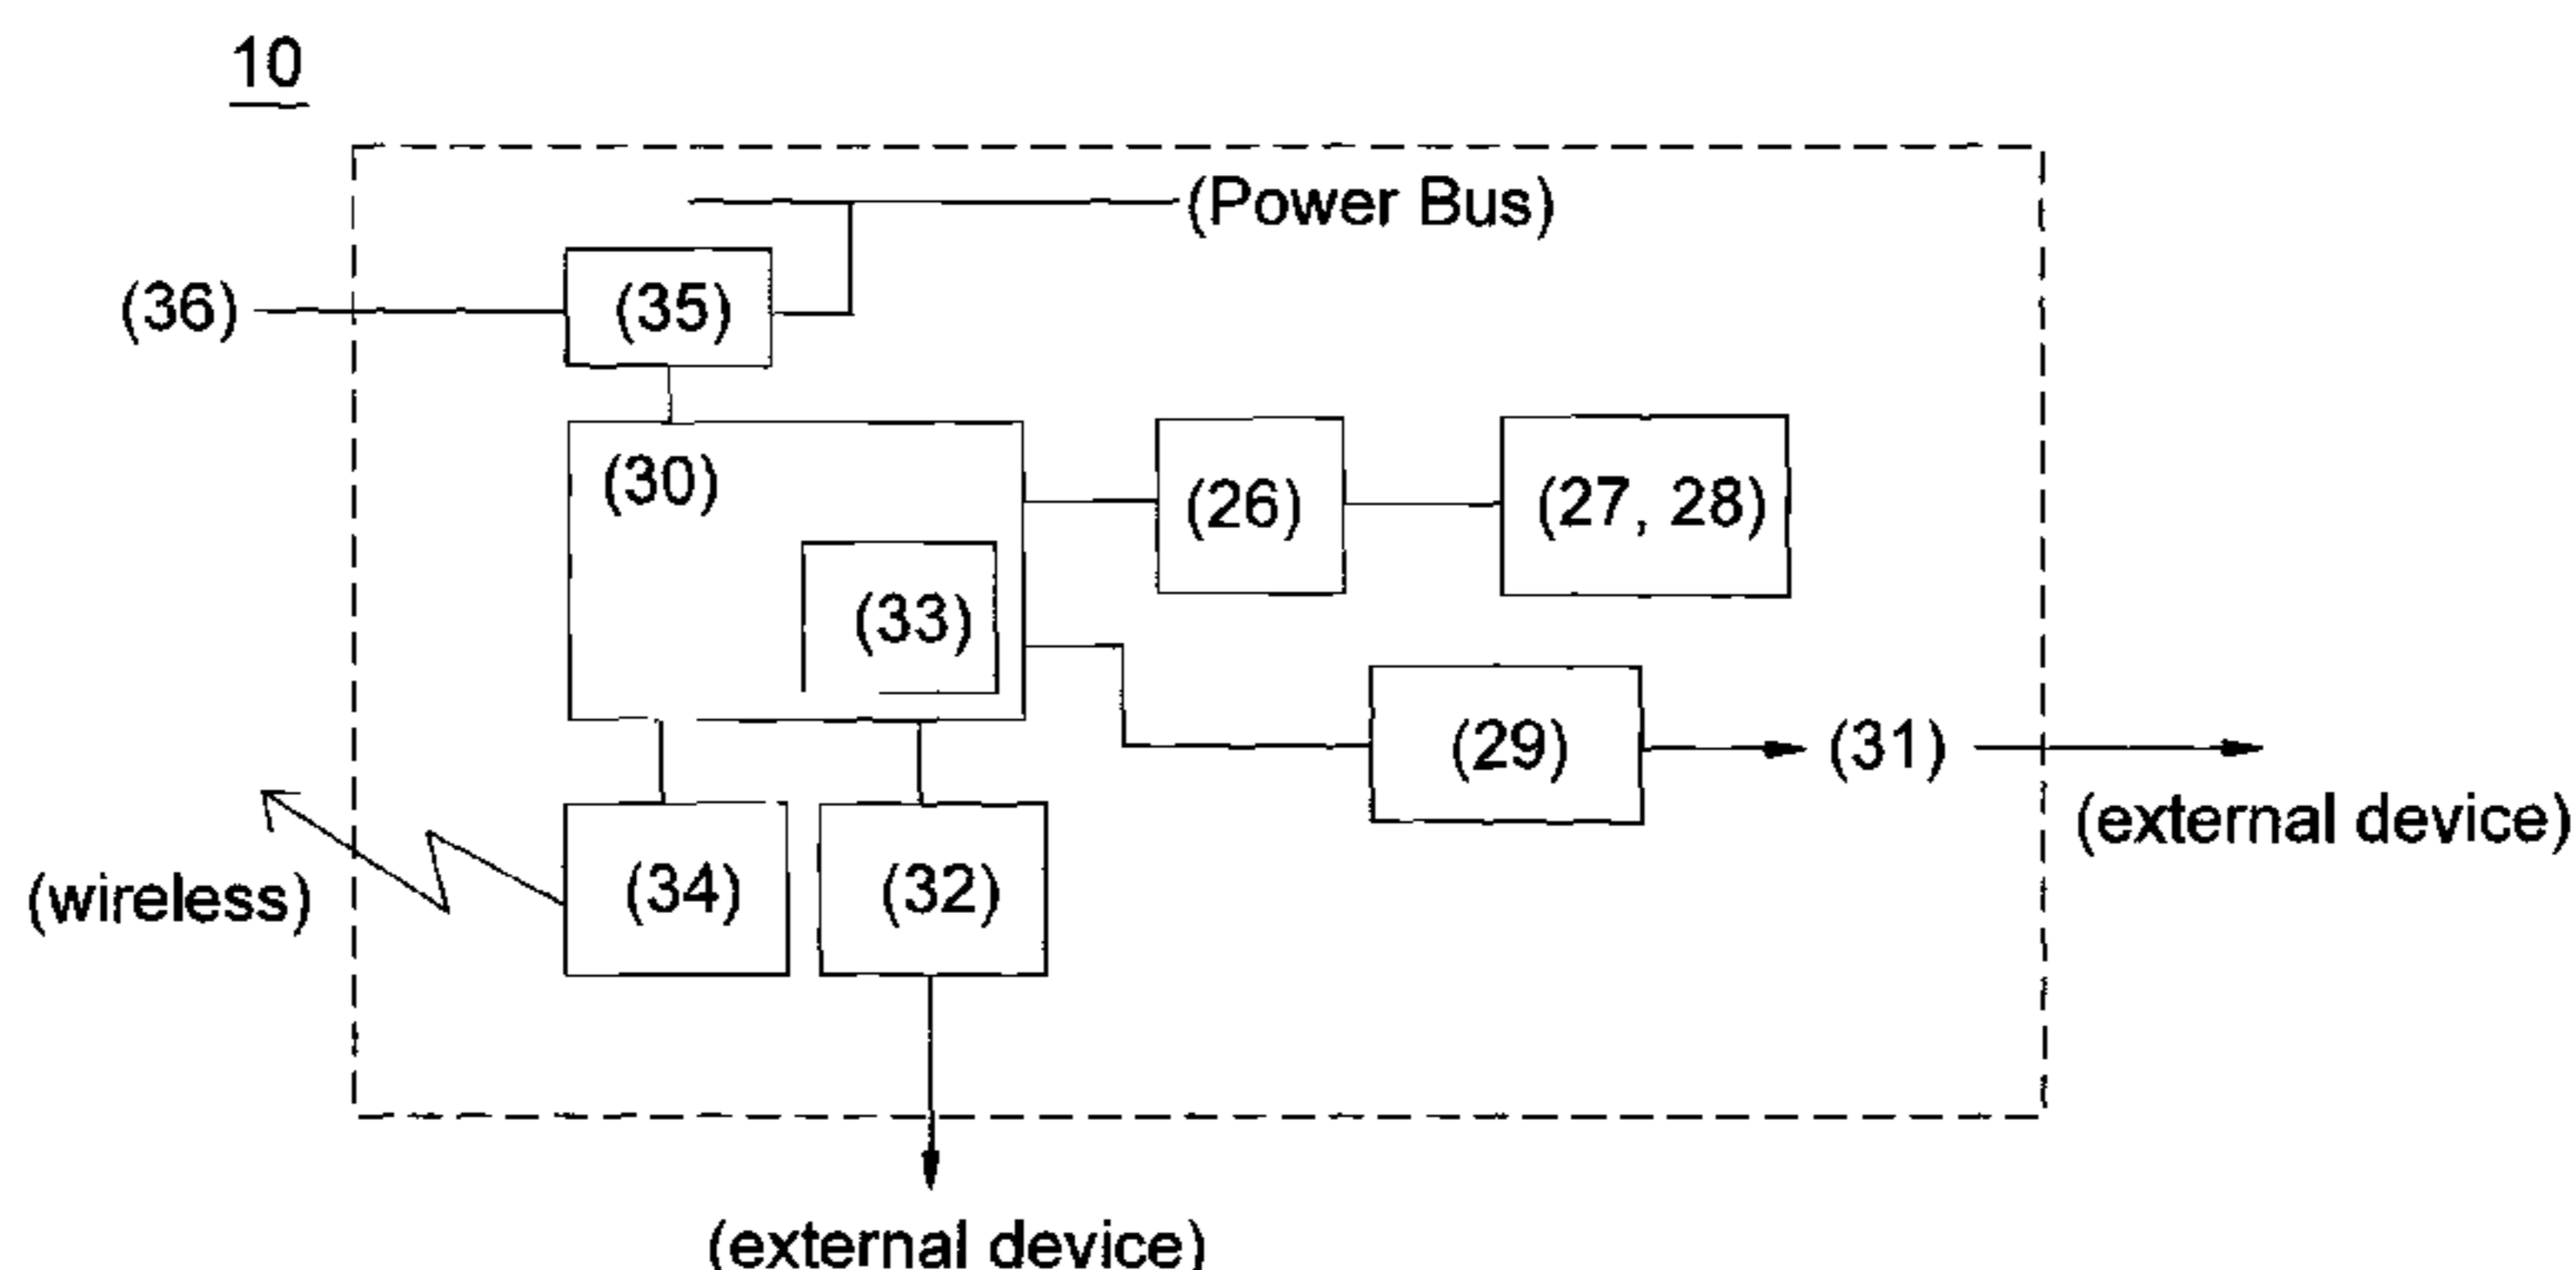 10
(Power Bus)
(36)
(35)
(30)
(26)
(27, 28)
(33)
(29)
(31)
(external device)
(wireless)
(34)
(32)
(external device)